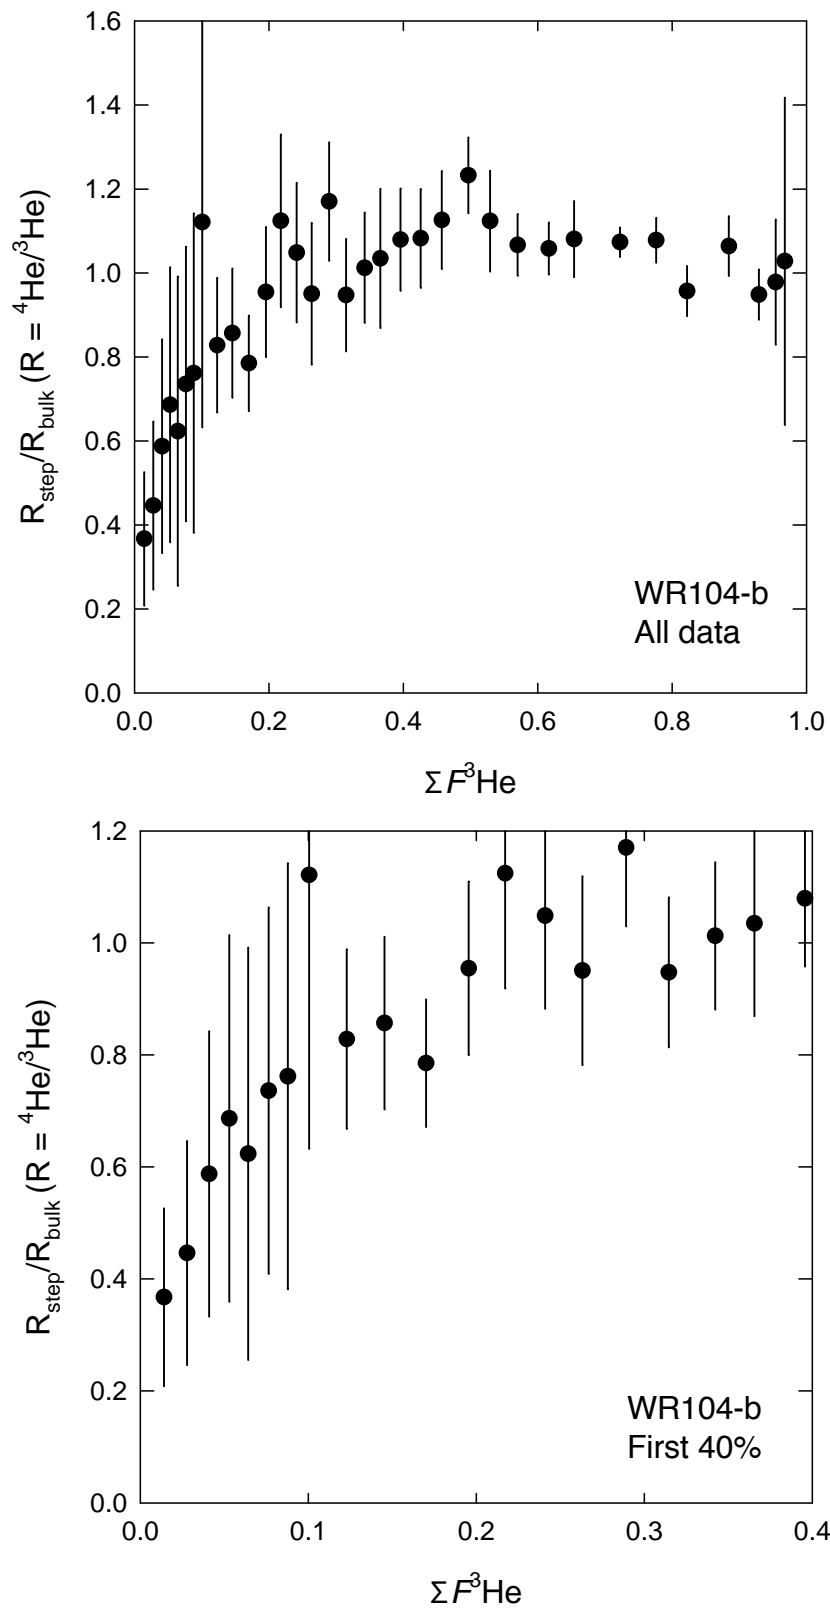 1.6
1.4
1.2
1.0
0.8
0.6
0.4
0.2
0.0
R_step/R_bulk (R = ⁴He/³He)
WR104-b
All data
0.0 0.2 0.4 0.6 0.8 1.0
ΣF³He
1.2
1.0
0.8
0.6
0.4
0.2
0.0
R_step/R_bulk (R = ⁴He/³He)
WR104-b
First 40%
0.0 0.1 0.2 0.3 0.4
ΣF³He